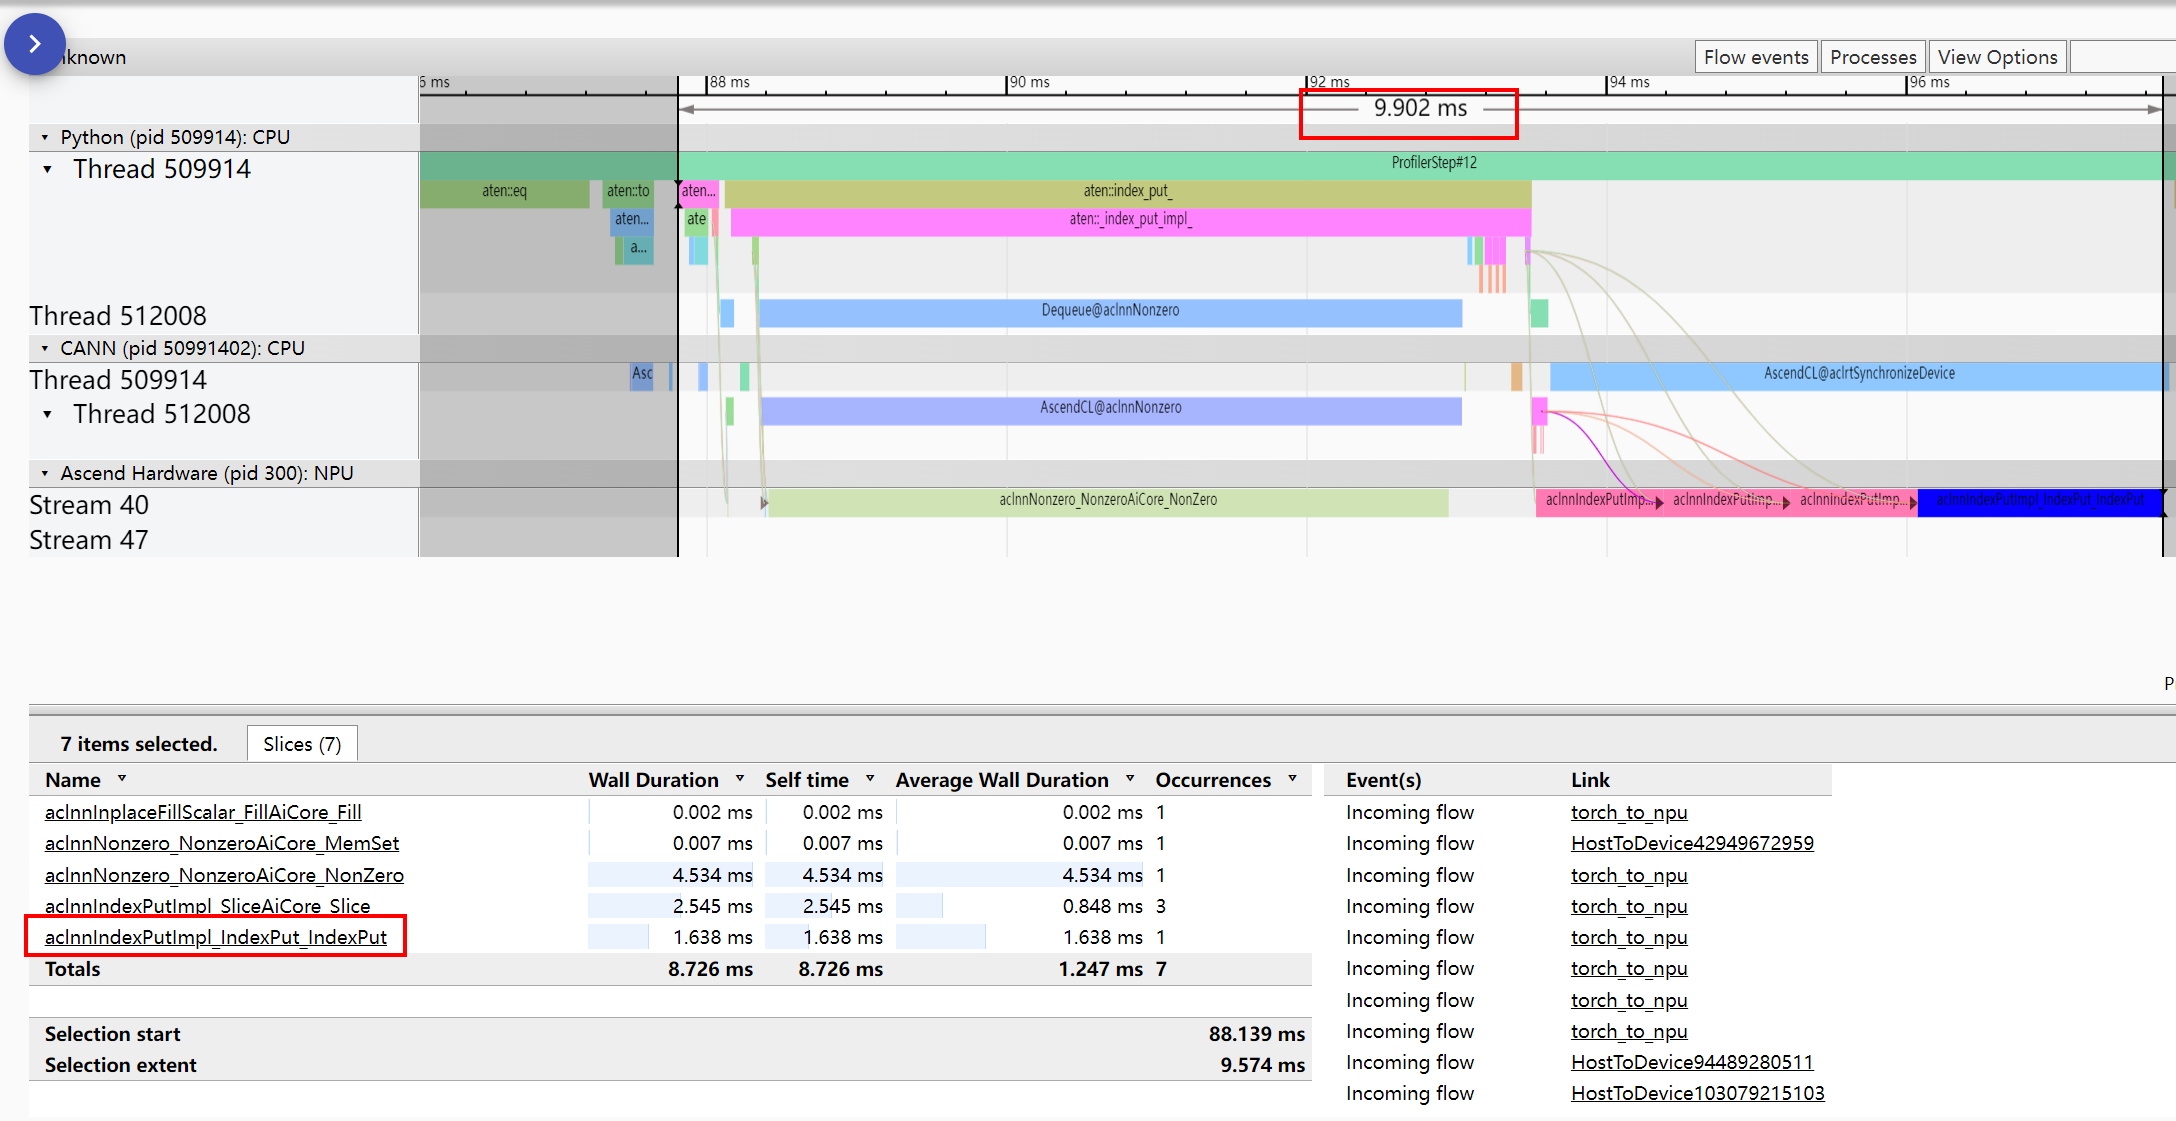 nknown
Flow events
Processes
View Options
6 ms
88 ms
90 ms
92 ms
94 ms
96 ms
9.902 ms
Python (pid 509914): CPU
Thread 509914
ProfilerStep#12
aten::eq
aten::to
aten...
aten::index_put_
aten...
ate
aten::_index_put_impl_
a...
Thread 512008
Dequeue@aclnnNonzero
CANN (pid 50991402): CPU
Thread 509914
Asc
AscendCL@aclrtSynchronizeDevice
Thread 512008
AscendCL@aclnnNonzero
Ascend Hardware (pid 300): NPU
Stream 40
aclnnNonzero_NonzeroAiCore_NonZero
aclnnIndexPutImp...
aclnnIndexPutImp...
aclnnIndexPutImp...
aclnnIndexPutImpl_IndexPut_IndexPut
Stream 47
7 items selected.
Slices (7)
Name
Wall Duration
Self time
Average Wall Duration
Occurrences
Event(s)
Link
aclnnInplaceFillScalar_FillAiCore_Fill 0.002 ms 0.002 ms 0.002 ms 1
aclnnNonzero_NonzeroAiCore_MemSet 0.007 ms 0.007 ms 0.007 ms 1
aclnnNonzero_NonzeroAiCore_NonZero 4.534 ms 4.534 ms 4.534 ms 1
aclnnIndexPutImpl_SliceAiCore_Slice 2.545 ms 2.545 ms 0.848 ms 3
aclnnIndexPutImpl_IndexPut_IndexPut 1.638 ms 1.638 ms 1.638 ms 1
Totals 8.726 ms 8.726 ms 1.247 ms 7
Selection start 88.139 ms
Selection extent 9.574 ms
Incoming flow torch_to_npu
Incoming flow HostToDevice42949672959
Incoming flow torch_to_npu
Incoming flow torch_to_npu
Incoming flow torch_to_npu
Incoming flow torch_to_npu
Incoming flow torch_to_npu
Incoming flow torch_to_npu
Incoming flow HostToDevice94489280511
Incoming flow HostToDevice103079215103